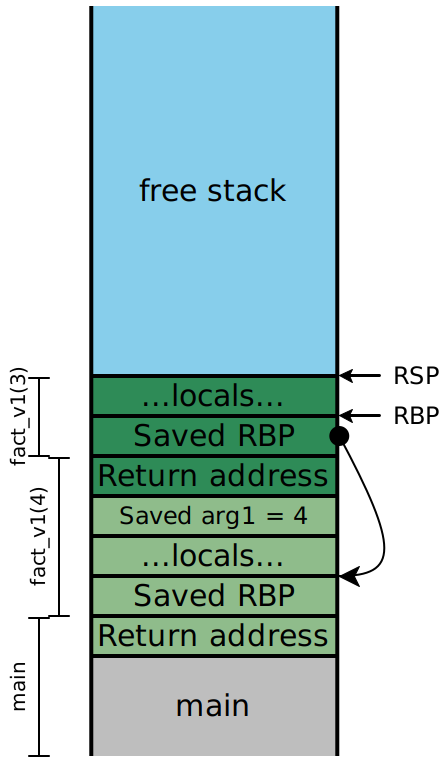 free stack
RSP
...locals...
RBP
Saved RBP
fact_v1(3)
Return address
Saved arg1 = 4
...locals...
fact_v1(4)
Saved RBP
Return address
main
main